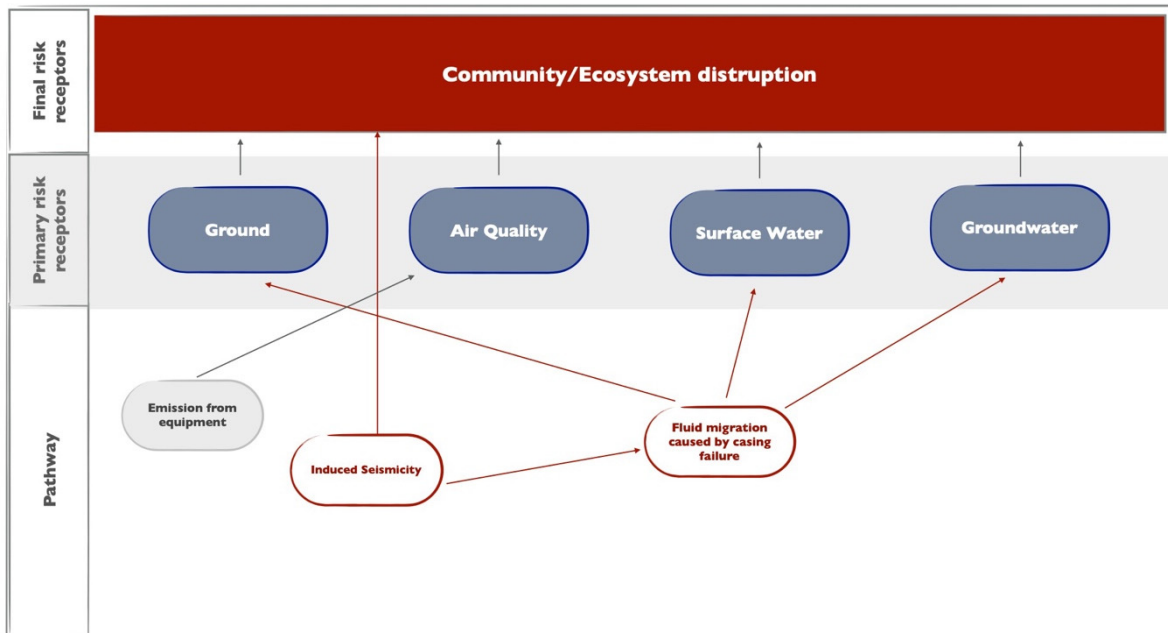 Final risk
receptors
Community/Ecosystem distruption
Primary risk
receptors
Ground
Air Quality
Surface Water
Groundwater
Pathway
Emission from
equipment
Induced Seismicity
Fluid migration
caused by casing
failure